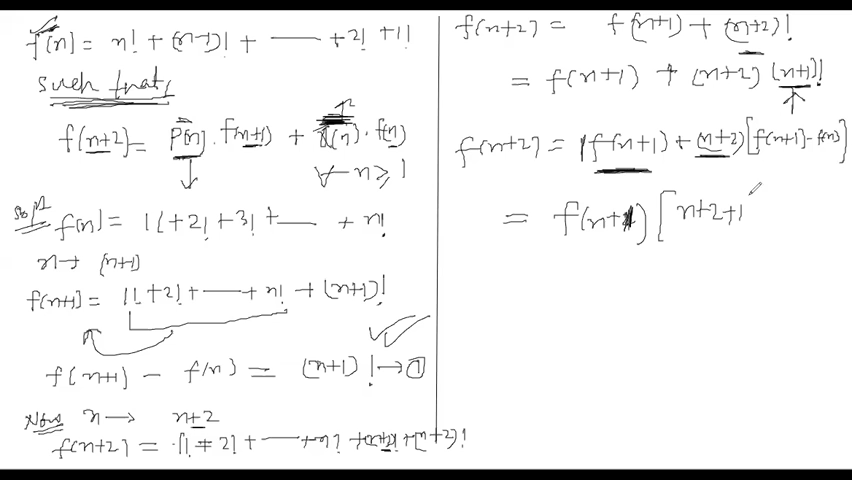 f(n) = n! + (n-1)! + —— + 2! + 1!
such that,
f(n+2) = P(n) . f(n+1) + Q(n) . f(n)
∀ n ≥ 1
Solⁿ f(n) = 1! + 2! + 3! + —— + n!
n → (n+1)
f(n+1) = 1! + 2! + —— + n! + (n+1)!
f(n+1) - f(n) = (n+1)! → ①
Now n → n+2
f(n+2) = 1! + 2! + —— + n! + (n+1)! + (n+2)!
f(n+2) = f(n+1) + (n+2)!
= f(n+1) + (n+2) (n+1)!
f(n+2) = 1f(n+1) + (n+2) [f(n+1) - f(n)]
= f(n+1) [n+2+1